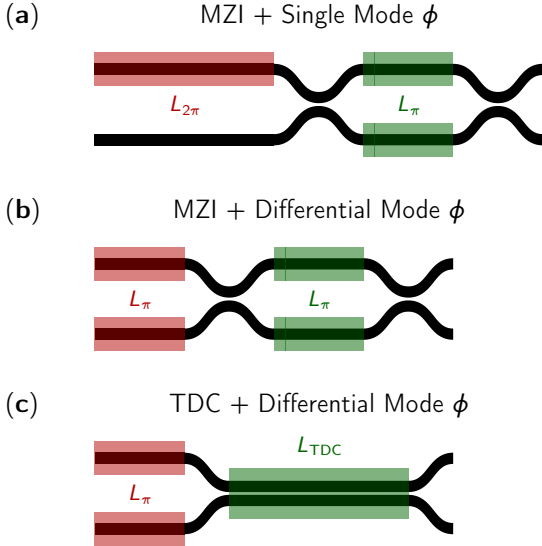 (a) MZI + Single Mode ϕ
L2π Lπ
(b) MZI + Differential Mode ϕ
Lπ Lπ
(c) TDC + Differential Mode ϕ
LTDC
Lπ